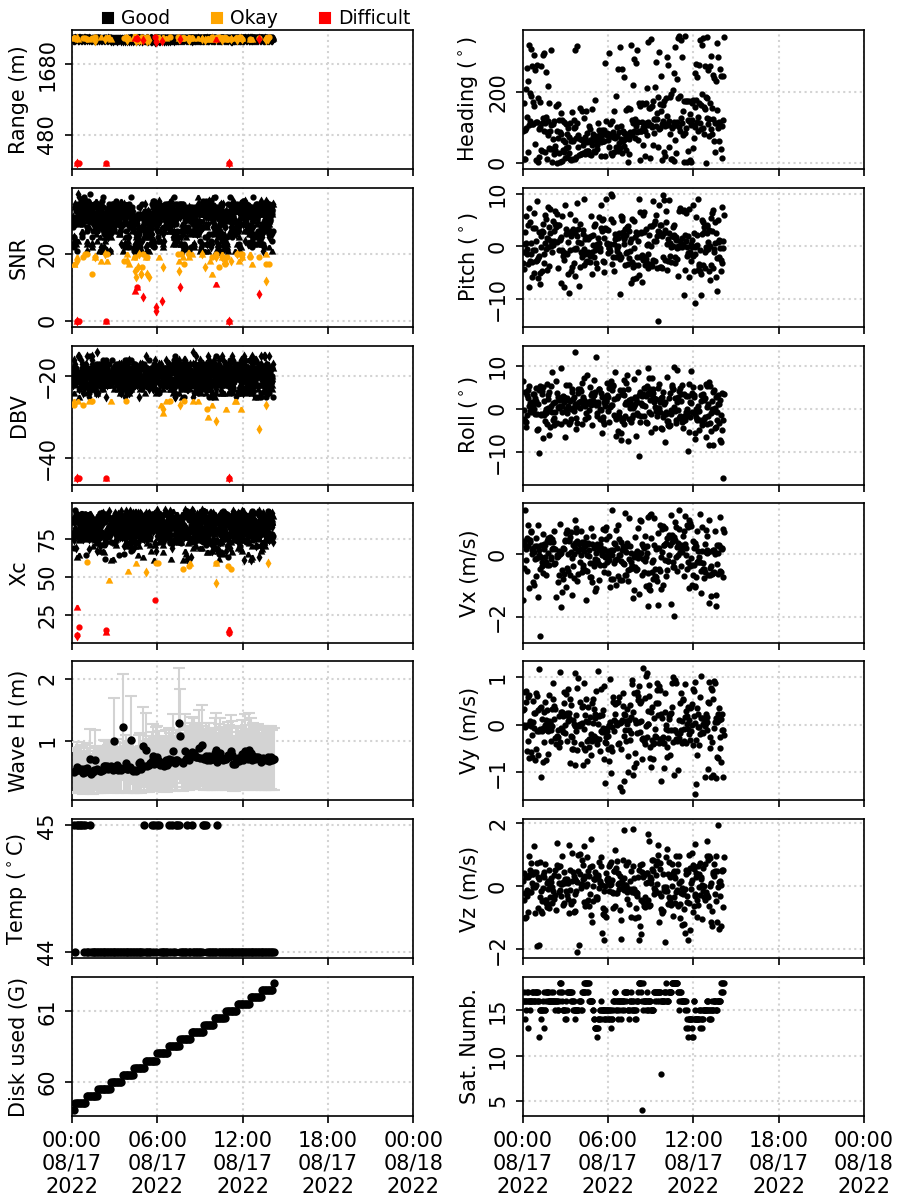 Good Okay Difficult
Range (m)
1680
480
Heading (°)
200
0
SNR
20
0
Pitch (°)
10
0
−10
DBV
−20
−40
Roll (°)
10
0
−10
Xc
75
50
25
Vx (m/s)
0
−2
Wave H (m)
2
1
Vy (m/s)
1
0
−1
Temp (°C)
45
44
Vz (m/s)
2
0
−2
Disk used (G)
61
60
Sat. Numb.
15
10
5
00:00 06:00 12:00 18:00 00:00
08/17 08/17 08/17 08/17 08/18
2022 2022 2022 2022 2022
00:00 06:00 12:00 18:00 00:00
08/17 08/17 08/17 08/17 08/18
2022 2022 2022 2022 2022